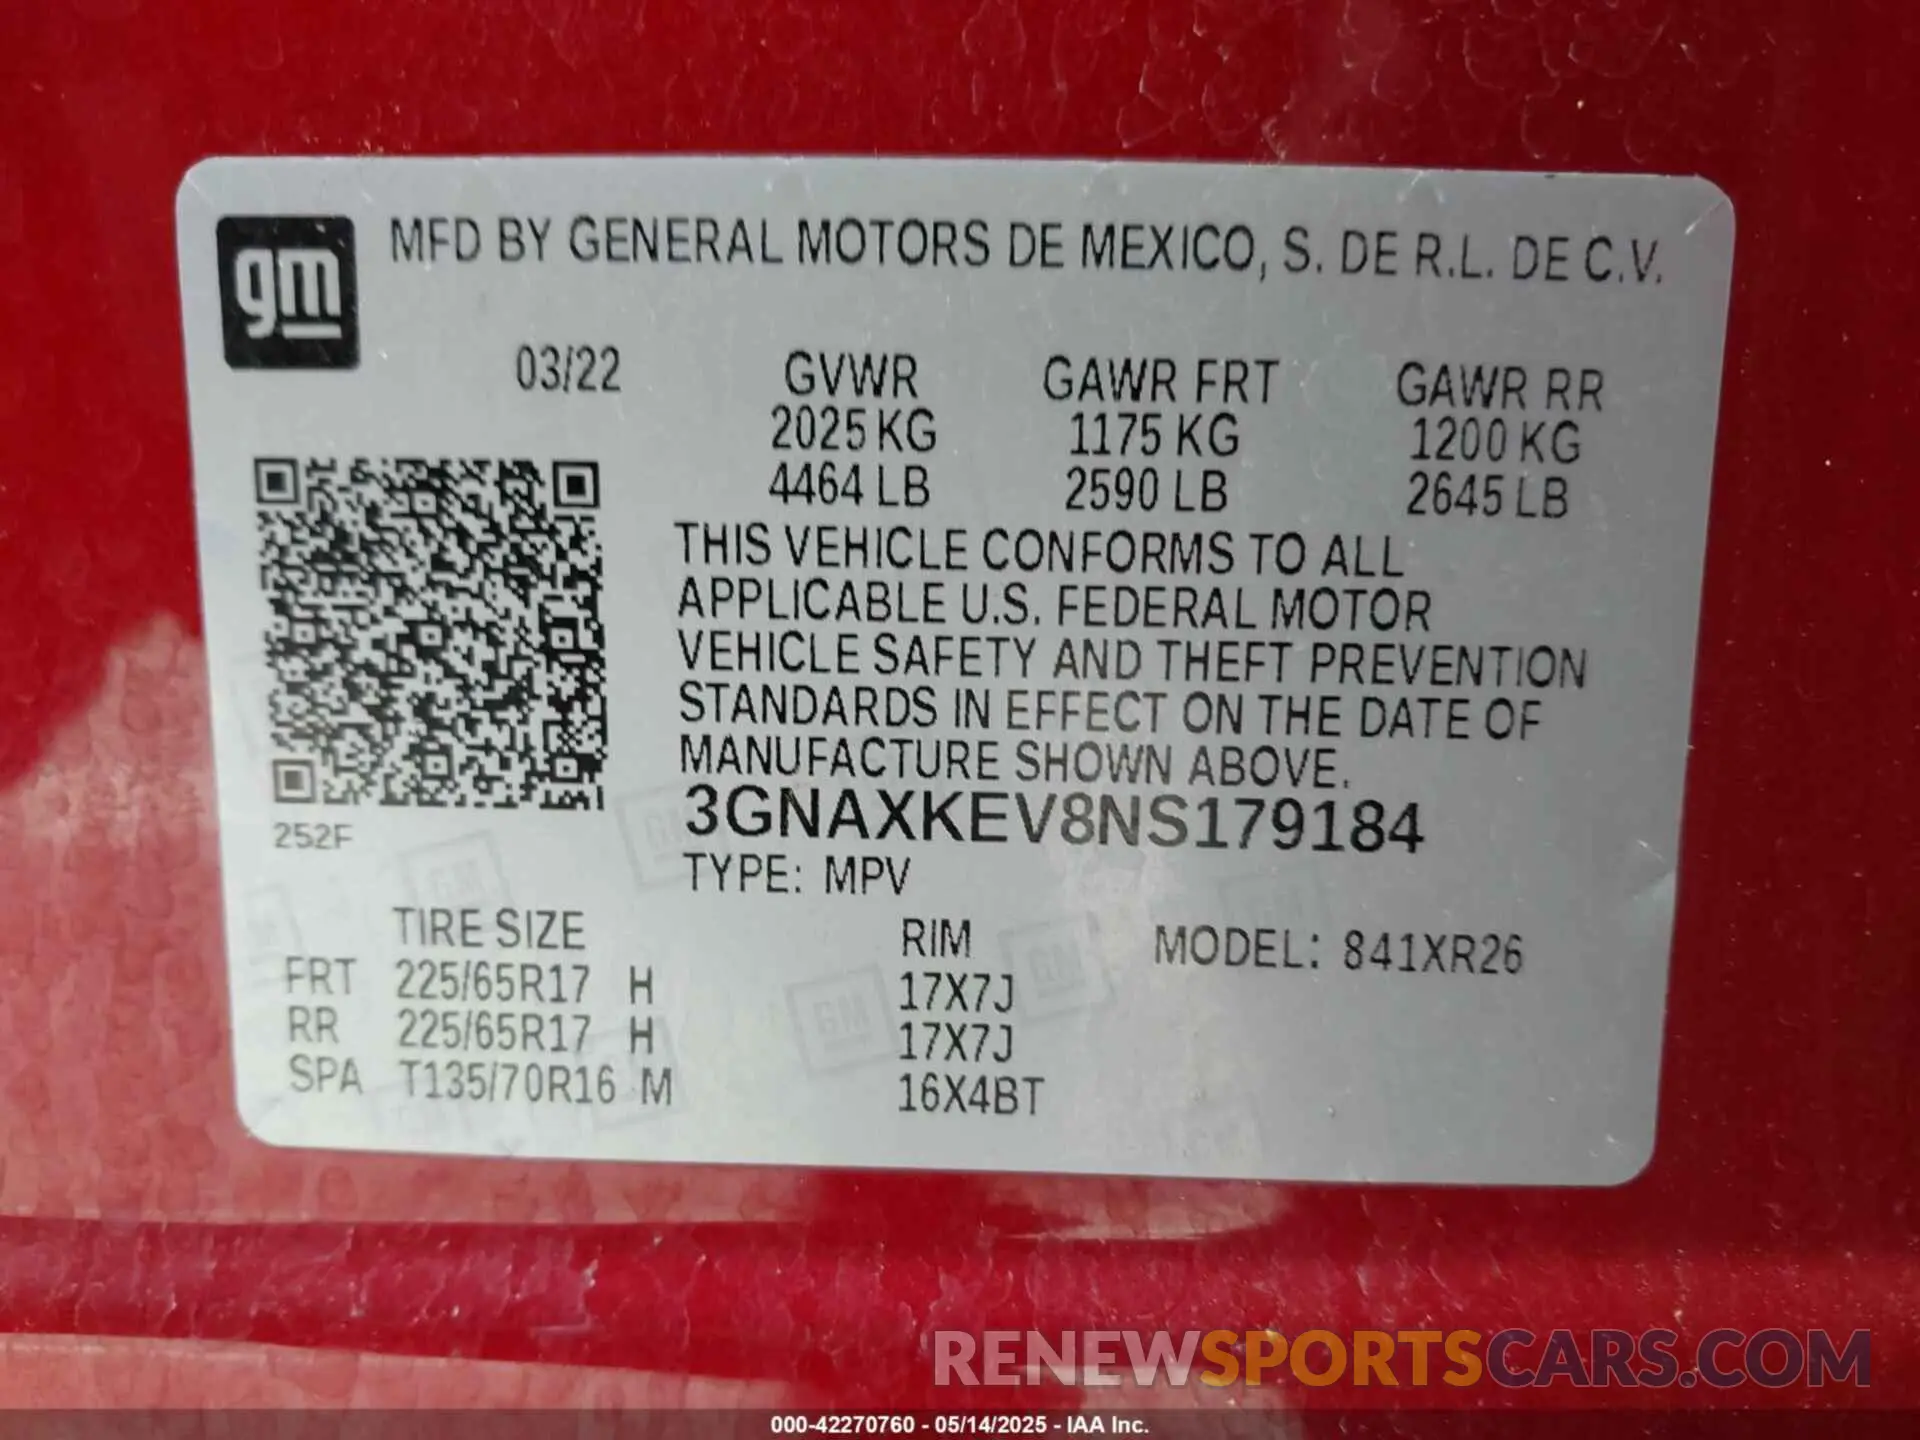 gm
MFD BY GENERAL MOTORS DE MEXICO, S. DE R.L. DE C.V.
03/22 GVWR GAWR FRT GAWR RR
2025 KG 1175 KG 1200 KG
4464 LB 2590 LB 2645 LB
THIS VEHICLE CONFORMS TO ALL
APPLICABLE U.S. FEDERAL MOTOR
VEHICLE SAFETY AND THEFT PREVENTION
STANDARDS IN EFFECT ON THE DATE OF
MANUFACTURE SHOWN ABOVE.
3GNAXKEV8NS179184
252F
TYPE: MPV
TIRE SIZE RIM MODEL: 841XR26
FRT 225/65R17 H 17X7J
RR 225/65R17 H 17X7J
SPA T135/70R16 M 16X4BT
GM
GM
GM
GM
RENEWSPORTSCARS.COM
000-42270760 - 05/14/2025 - IAA Inc.